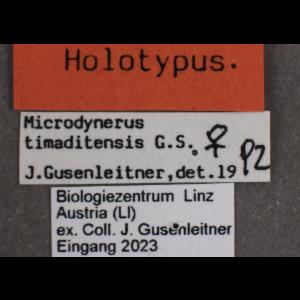 Holotypus.
Microdynerus
timaditensis G.S. ♀
J.Gusenleitner,det.19 92
Biologiezentrum Linz
Austria (LI)
ex. Coll. J. Gusenleitner
Eingang 2023